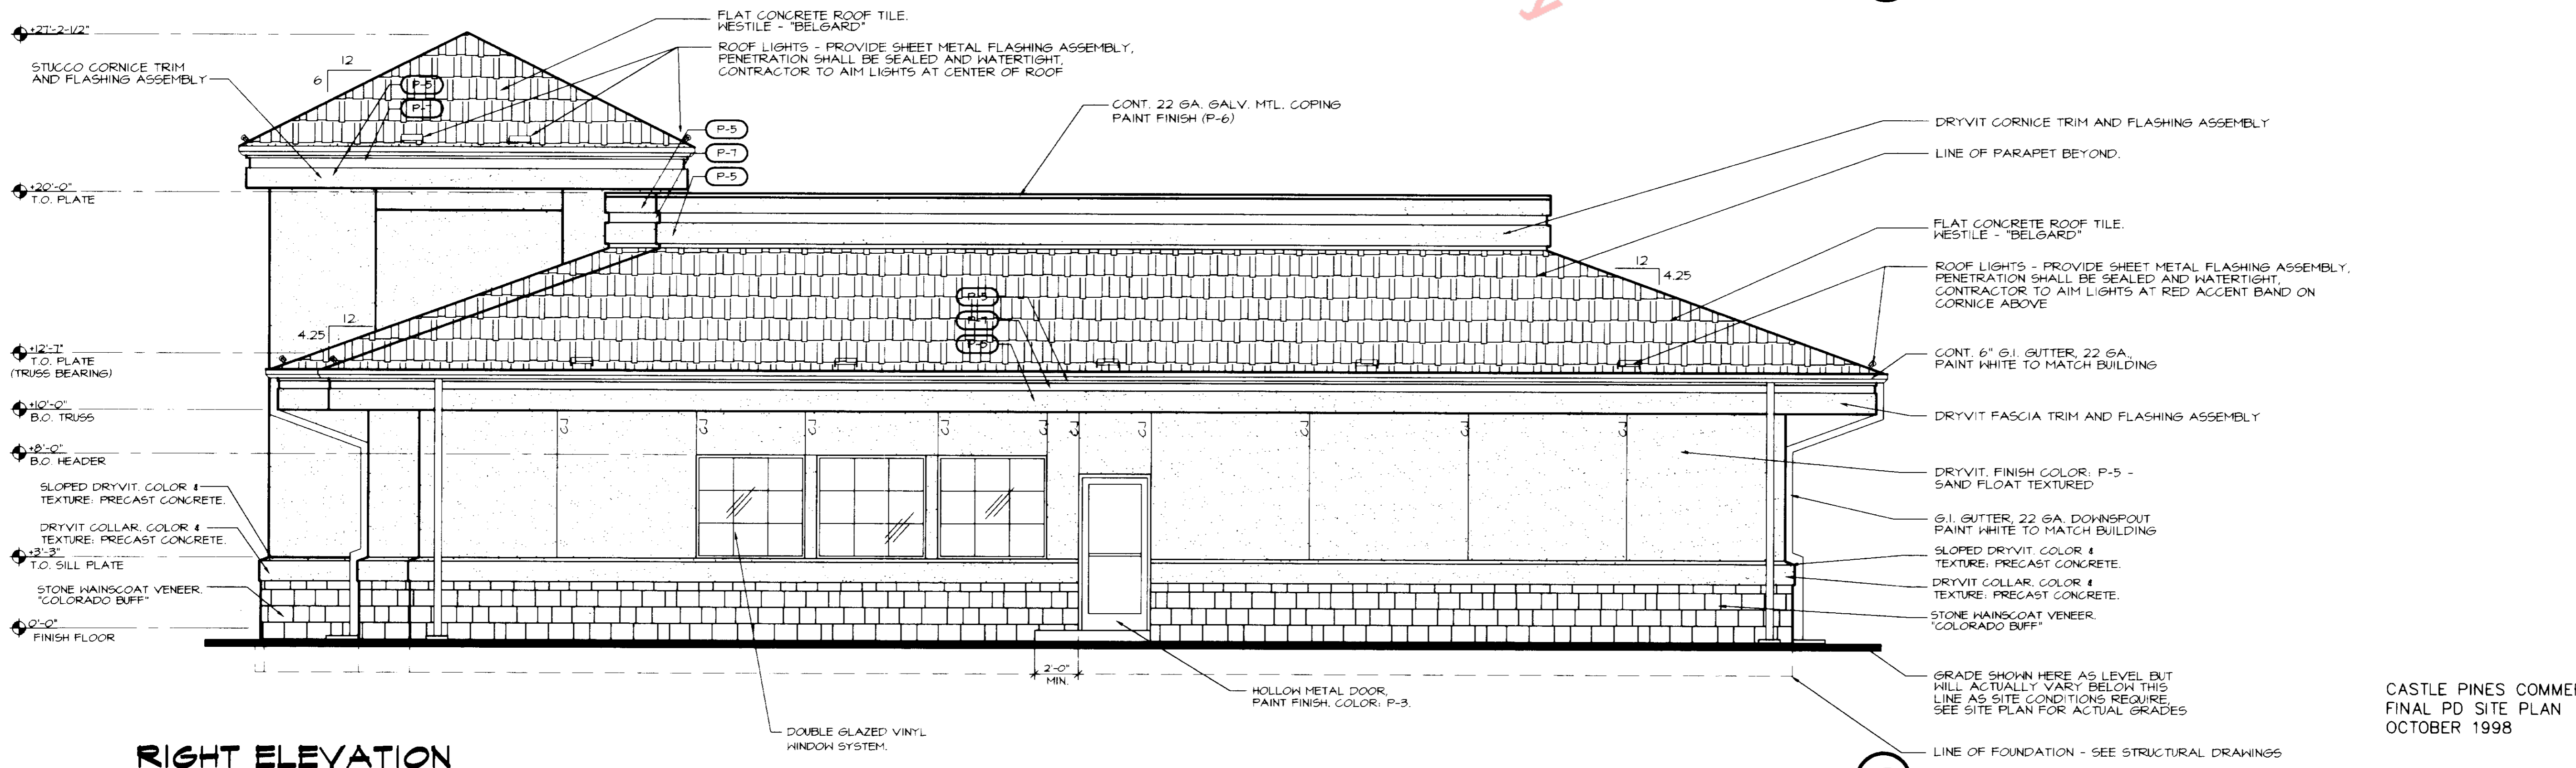 +27'-2-1/2"
STUCCO CORNICE TRIM
AND FLASHING ASSEMBLY
12
6
P-5
P-7
FLAT CONCRETE ROOF TILE.
WESTILE - "BELGARD"
ROOF LIGHTS - PROVIDE SHEET METAL FLASHING ASSEMBLY,
PENETRATION SHALL BE SEALED AND WATERTIGHT,
CONTRACTOR TO AIM LIGHTS AT CENTER OF ROOF
P-5
P-7
P-5
CONT. 22 GA. GALV. MTL. COPING
PAINT FINISH (P-6)
DRYVIT CORNICE TRIM AND FLASHING ASSEMBLY
LINE OF PARAPET BEYOND.
+20'-0"
T.O. PLATE
FLAT CONCRETE ROOF TILE.
WESTILE - "BELGARD"
12
4.25
ROOF LIGHTS - PROVIDE SHEET METAL FLASHING ASSEMBLY,
PENETRATION SHALL BE SEALED AND WATERTIGHT,
CONTRACTOR TO AIM LIGHTS AT RED ACCENT BAND ON
CORNICE ABOVE
P-5
P-7
12
4.25
+12'-7"
T.O. PLATE
(TRUSS BEARING)
CONT. 6" G.I. GUTTER, 22 GA.,
PAINT WHITE TO MATCH BUILDING
+10'-0"
B.O. TRUSS
DRYVIT FASCIA TRIM AND FLASHING ASSEMBLY
+8'-0"
B.O. HEADER
DRYVIT, FINISH COLOR: P-5 -
SAND FLOAT TEXTURED
SLOPED DRYVIT. COLOR &
TEXTURE: PRECAST CONCRETE.
G.I. GUTTER, 22 GA. DOWNSPOUT
PAINT WHITE TO MATCH BUILDING
DRYVIT COLLAR. COLOR &
TEXTURE: PRECAST CONCRETE.
+3'-3"
T.O. SILL PLATE
SLOPED DRYVIT. COLOR &
TEXTURE: PRECAST CONCRETE.
DRYVIT COLLAR. COLOR &
TEXTURE: PRECAST CONCRETE.
STONE WAINSCOAT VENEER.
"COLORADO BUFF"
STONE WAINSCOAT VENEER.
"COLORADO BUFF"
0'-0"
FINISH FLOOR
2'-0"
MIN.
HOLLOW METAL DOOR,
PAINT FINISH. COLOR: P-3.
GRADE SHOWN HERE AS LEVEL BUT
WILL ACTUALLY VARY BELOW THIS
LINE AS SITE CONDITIONS REQUIRE,
SEE SITE PLAN FOR ACTUAL GRADES
DOUBLE GLAZED VINYL
WINDOW SYSTEM.
LINE OF FOUNDATION - SEE STRUCTURAL DRAWINGS
RIGHT ELEVATION
CASTLE PINES COMME
FINAL PD SITE PLAN
OCTOBER 1998